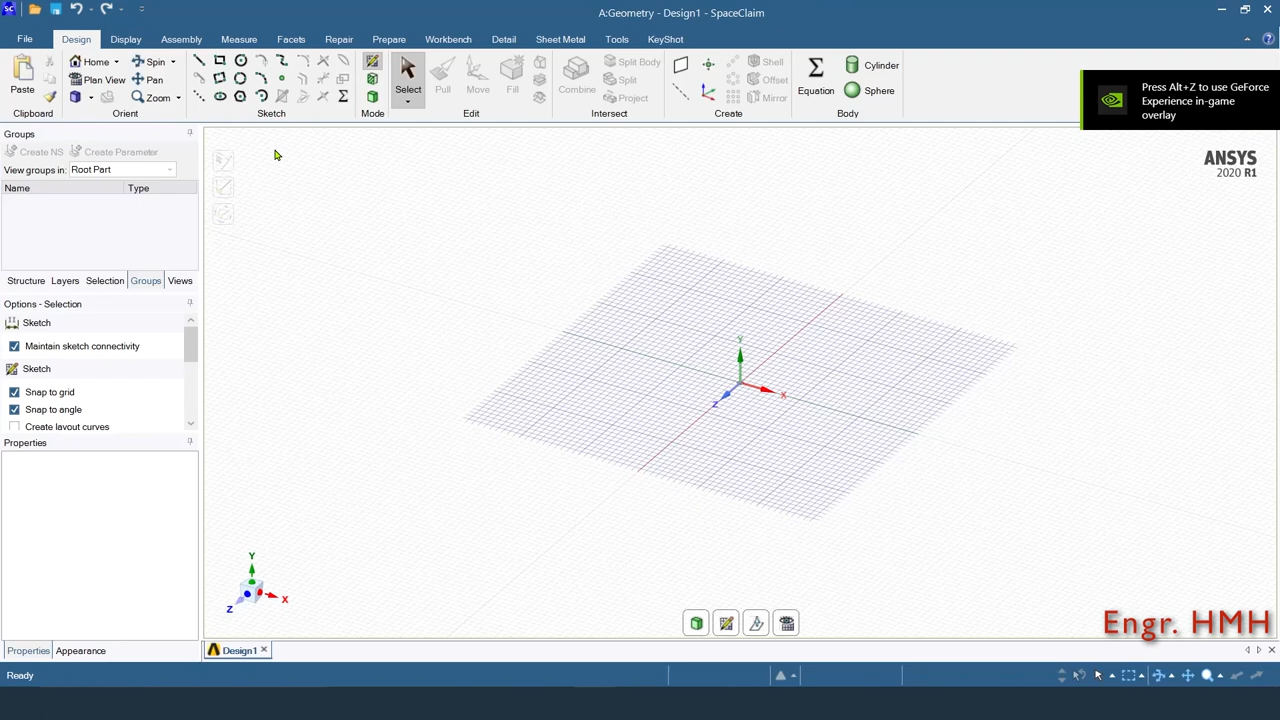 A:Geometry - Design1 - SpaceClaim
File Design Display Assembly Measure Facets Repair Prepare Workbench Detail Sheet Metal Tools KeyShot
Paste
Home Spin
Plan View Pan
Zoom
Select Pull Move Fill
Combine
Split Body
Split
Project
Shell
Offset
Mirror
Equation
Cylinder
Sphere
Clipboard Orient Sketch Mode Edit Intersect Create Body
Press Alt+Z to use GeForce
Experience in-game
overlay
Groups
Create NS Create Parameter
View groups in: Root Part
Name Type
ANSYS
2020 R1
Structure Layers Selection Groups Views
Options - Selection
Sketch
Maintain sketch connectivity
Sketch
Snap to grid
Snap to angle
Create layout curves
Properties
Y
X
Z
Y
X
Z
Engr. HMH
Properties Appearance
Design1
Ready